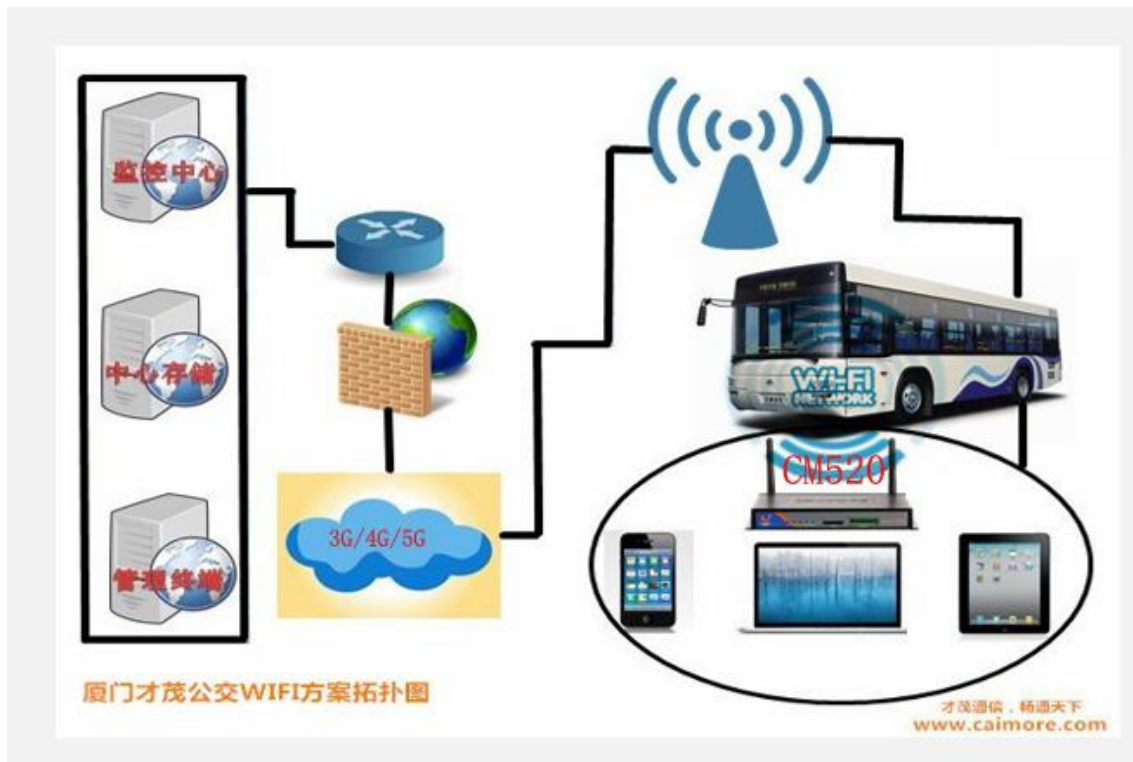 监控中心
中心存储
管理终端
3G/4G/5G
WI-FI
NETWORK
CM520
厦门才茂公交WIFI方案拓扑图
才茂通信，畅通天下
www.caimore.com